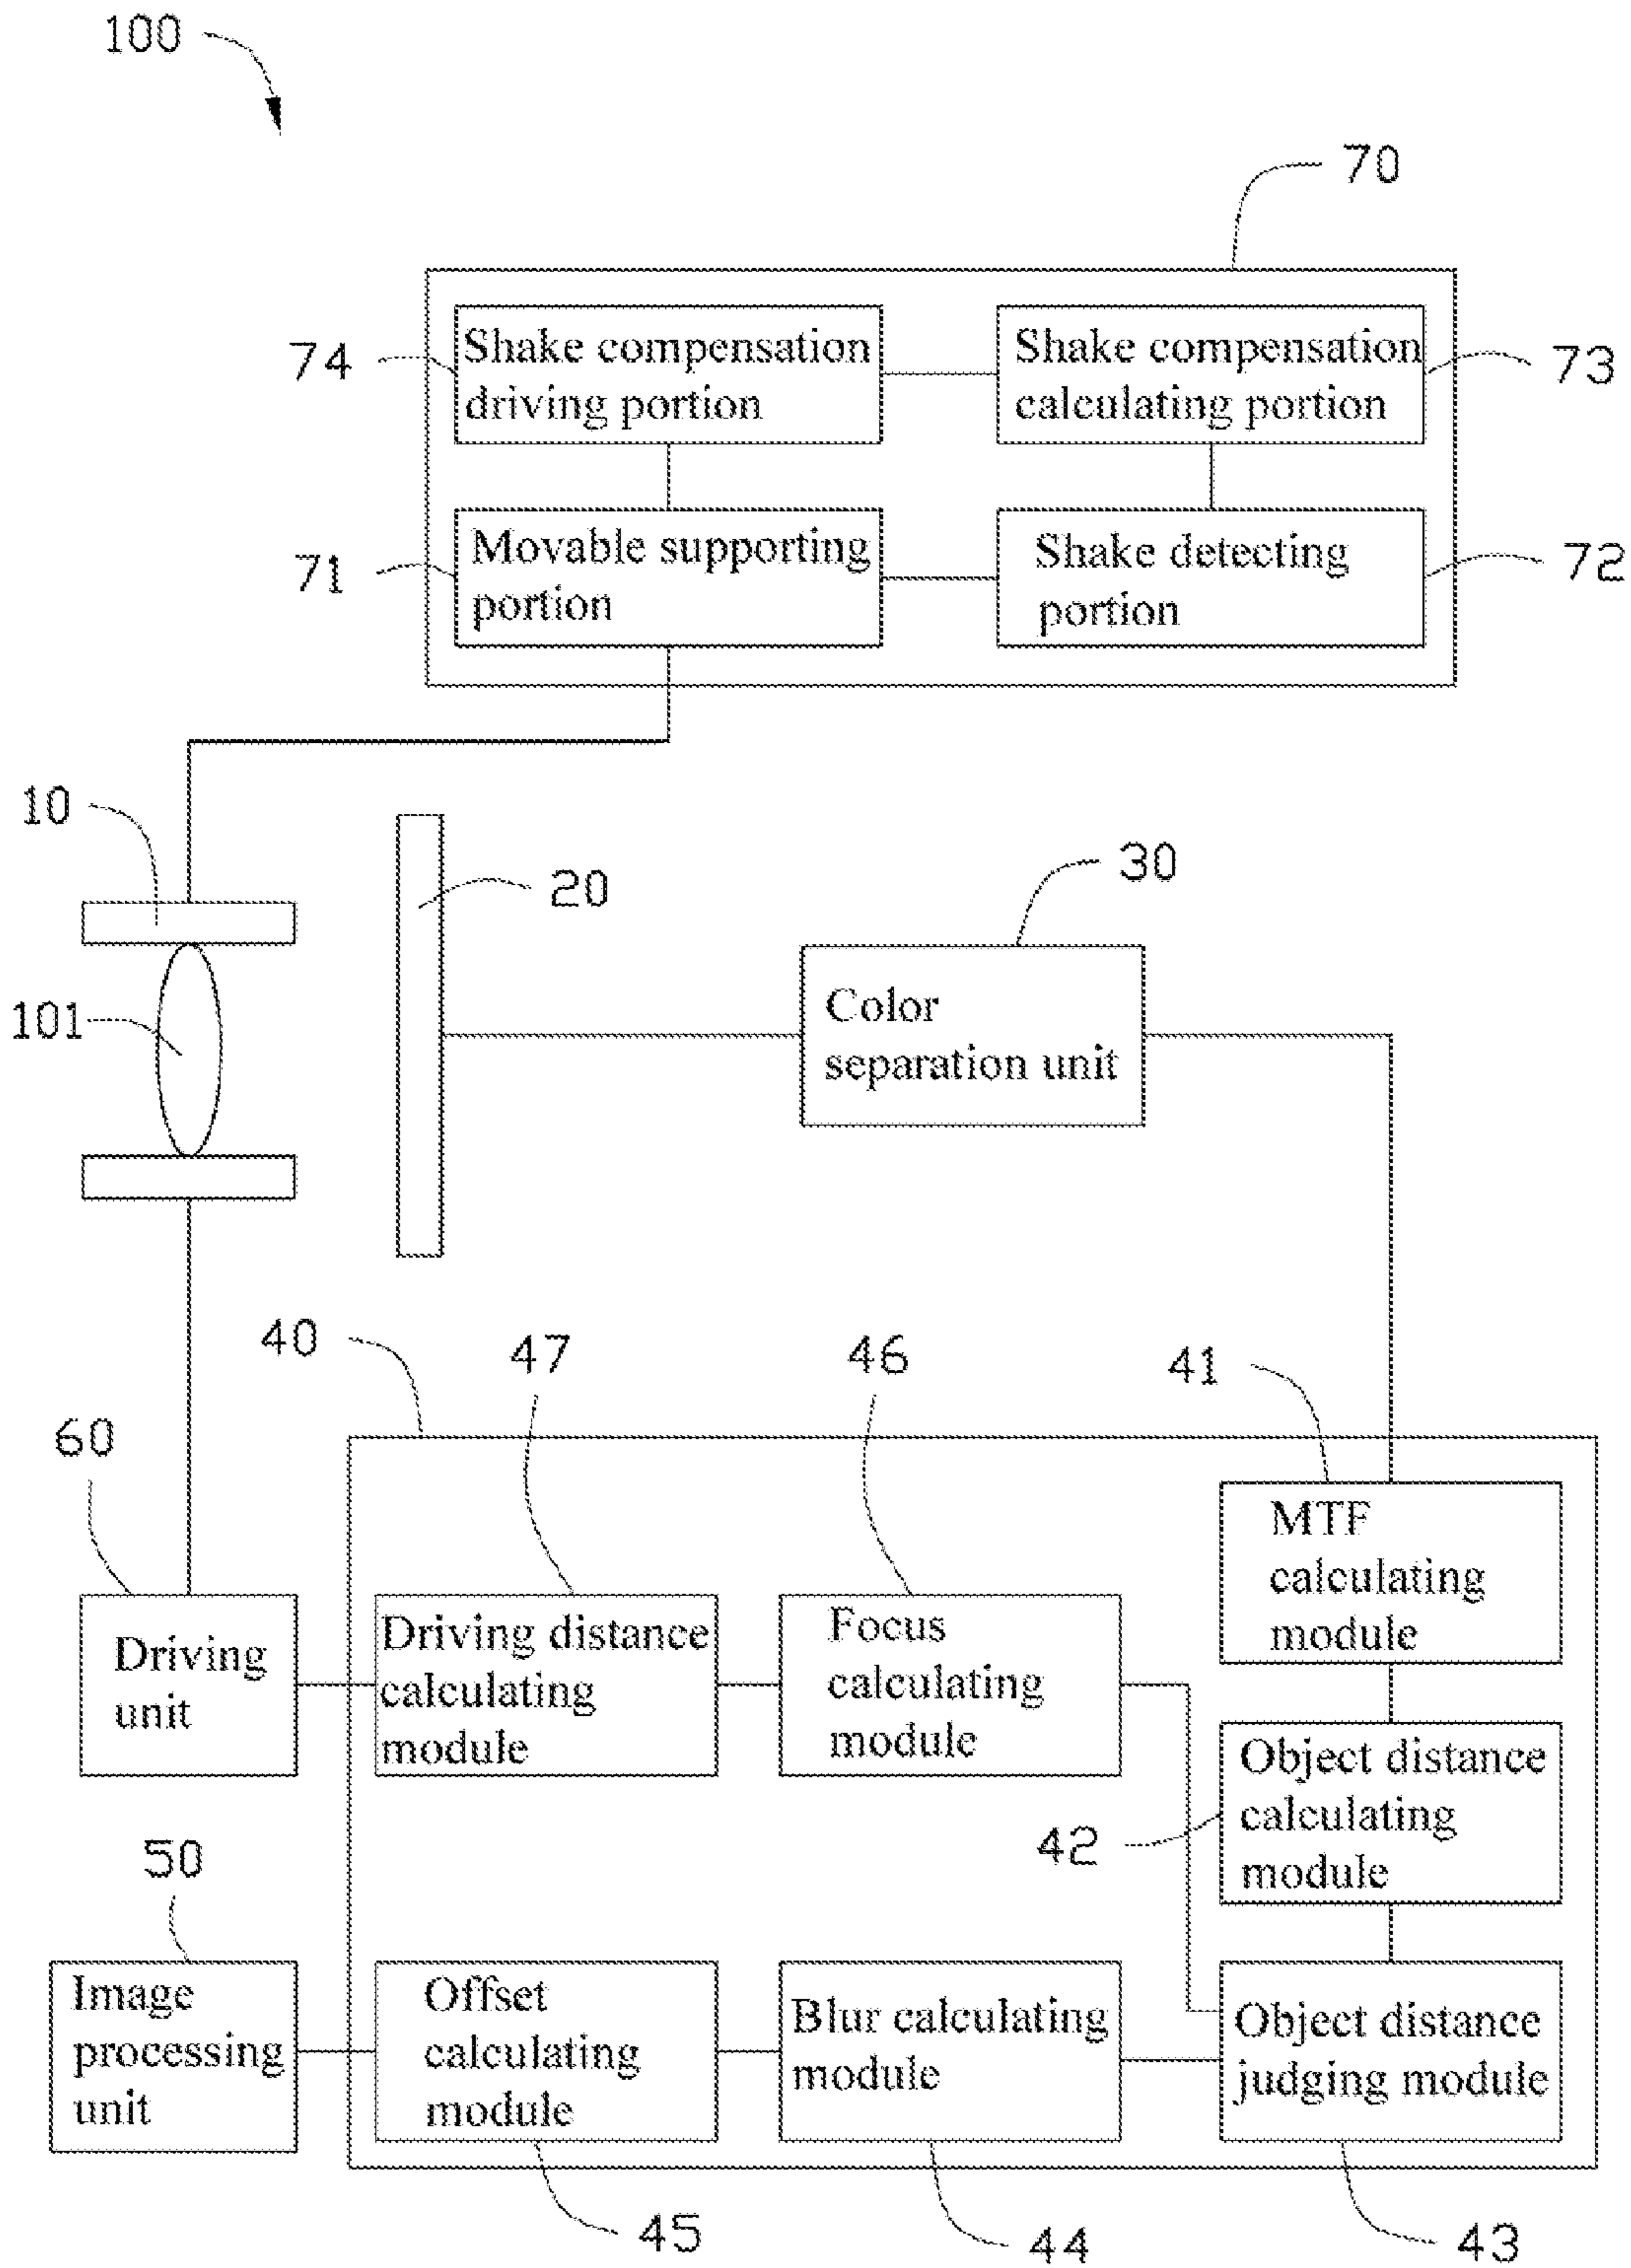 100
70
Shake compensation
driving portion
74
Shake compensation
calculating portion
73
Movable supporting
portion
71
Shake detecting
portion
72
10
20
30
101
Color
separation unit
40
47
46
41
60
MTF
calculating
module
Driving
unit
Driving distance
calculating
module
Focus
calculating
module
Object distance
calculating
module
42
50
Image
processing
unit
Offset
calculating
module
Blur calculating
module
Object distance
judging module
45
44
43